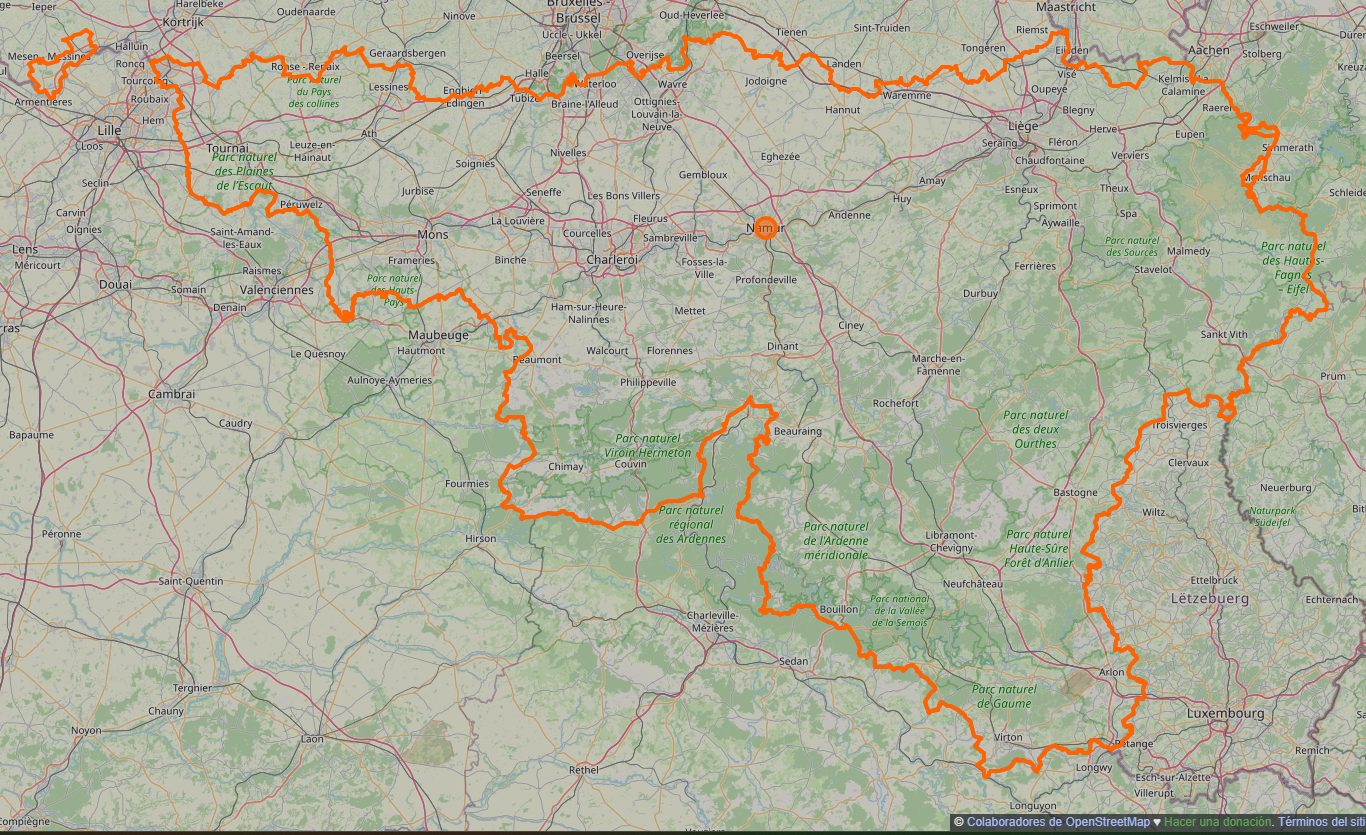 Ieper
Harelbeke
Kortrijk
Oudenaarde
Ninove
Bruxelles -
Brussel
Uccle - Ukkel
Oud-Heverlee
Tienen
Sint-Truiden
Maastricht
Riemst
Eschweiler
Mesen - Messines
Halluin
Roncq
Tourcoing
Roubaix
Geraardsbergen
Ronse - Renaix
Parc naturel
du Pays
des collines
Lessines
Enghien
Edingen
Halle
Tubize
Beersel
Overijse
Waterloo
Wavre
Braine-l'Alleud
Ottignies-
Louvain-la-
Neuve
Jodoigne
Landen
Hannut
Waremme
Tongeren
Eijsden
Visé
Oupeye
Blegny
Aachen
Stolberg
Kelmis - La
Calamine
Raeren
Armentières
Lille
Loos
Hem
Tournai
Parc naturel
des Plaines
de l'Escaut
Leuze-en-
Hainaut
Ath
Soignies
Nivelles
Eghezée
Gembloux
Liège
Seraing
Fléron
Herve
Chaudfontaine
Verviers
Eupen
Simmerath
Monschau
Seclin
Carvin
Oignies
Lens
Méricourt
Douai
Somain
Denain
Raismes
Valenciennes
Saint-Amand-
les-Eaux
Péruwelz
Jurbise
Mons
Frameries
Parc naturel
des Hauts-
Pays
La Louvière
Binche
Seneffe
Les Bons Villers
Courcelles
Fleurus
Charleroi
Sambreville
Fosses-la-
Ville
Namur
Profondeville
Andenne
Huy
Amay
Esneux
Sprimont
Aywaille
Theux
Spa
Parc naturel
des Sources
Malmedy
Stavelot
Ferrières
Parc naturel
des Hautes-
Fagnes
- Eifel
Ham-sur-Heure-
Nalinnes
Mettet
Durbuy
Ciney
Dinant
Marche-en-
Famenne
Rochefort
Sankt Vith
Prüm
Le Quesnoy
Maubeuge
Hautmont
Aulnoye-Aymeries
Beaumont
Walcourt
Florennes
Philippeville
Cambrai
Caudry
Bapaume
Péronne
Fourmies
Hirson
Chimay
Couvin
Parc naturel
Viroin Hermeton
Beauraing
Parc naturel
régional
des Ardennes
Parc naturel
de l'Ardenne
méridionale
Parc naturel
des deux
Ourthes
Bastogne
Troisvierges
Clervaux
Wiltz
Neuerburg
Naturpark
Südeifel
Libramont-
Chevigny
Parc naturel
Haute-Sûre
Forêt d'Anlier
Neufchâteau
Ettelbruck
Lëtzebuerg
Echternach
Saint-Quentin
Charleville-
Mézières
Sedan
Bouillon
Parc national
de la Vallée
de la Semois
Arlon
Parc naturel
de Gaume
Virton
Pétange
Longwy
Luxembourg
Esch-sur-Alzette
Villerupt
Remich
Longuyon
Tergnier
Chauny
Noyon
Laon
Rethel
Compiègne
© Colaboradores de OpenStreetMap ♥ Hacer una donación. Términos del siti